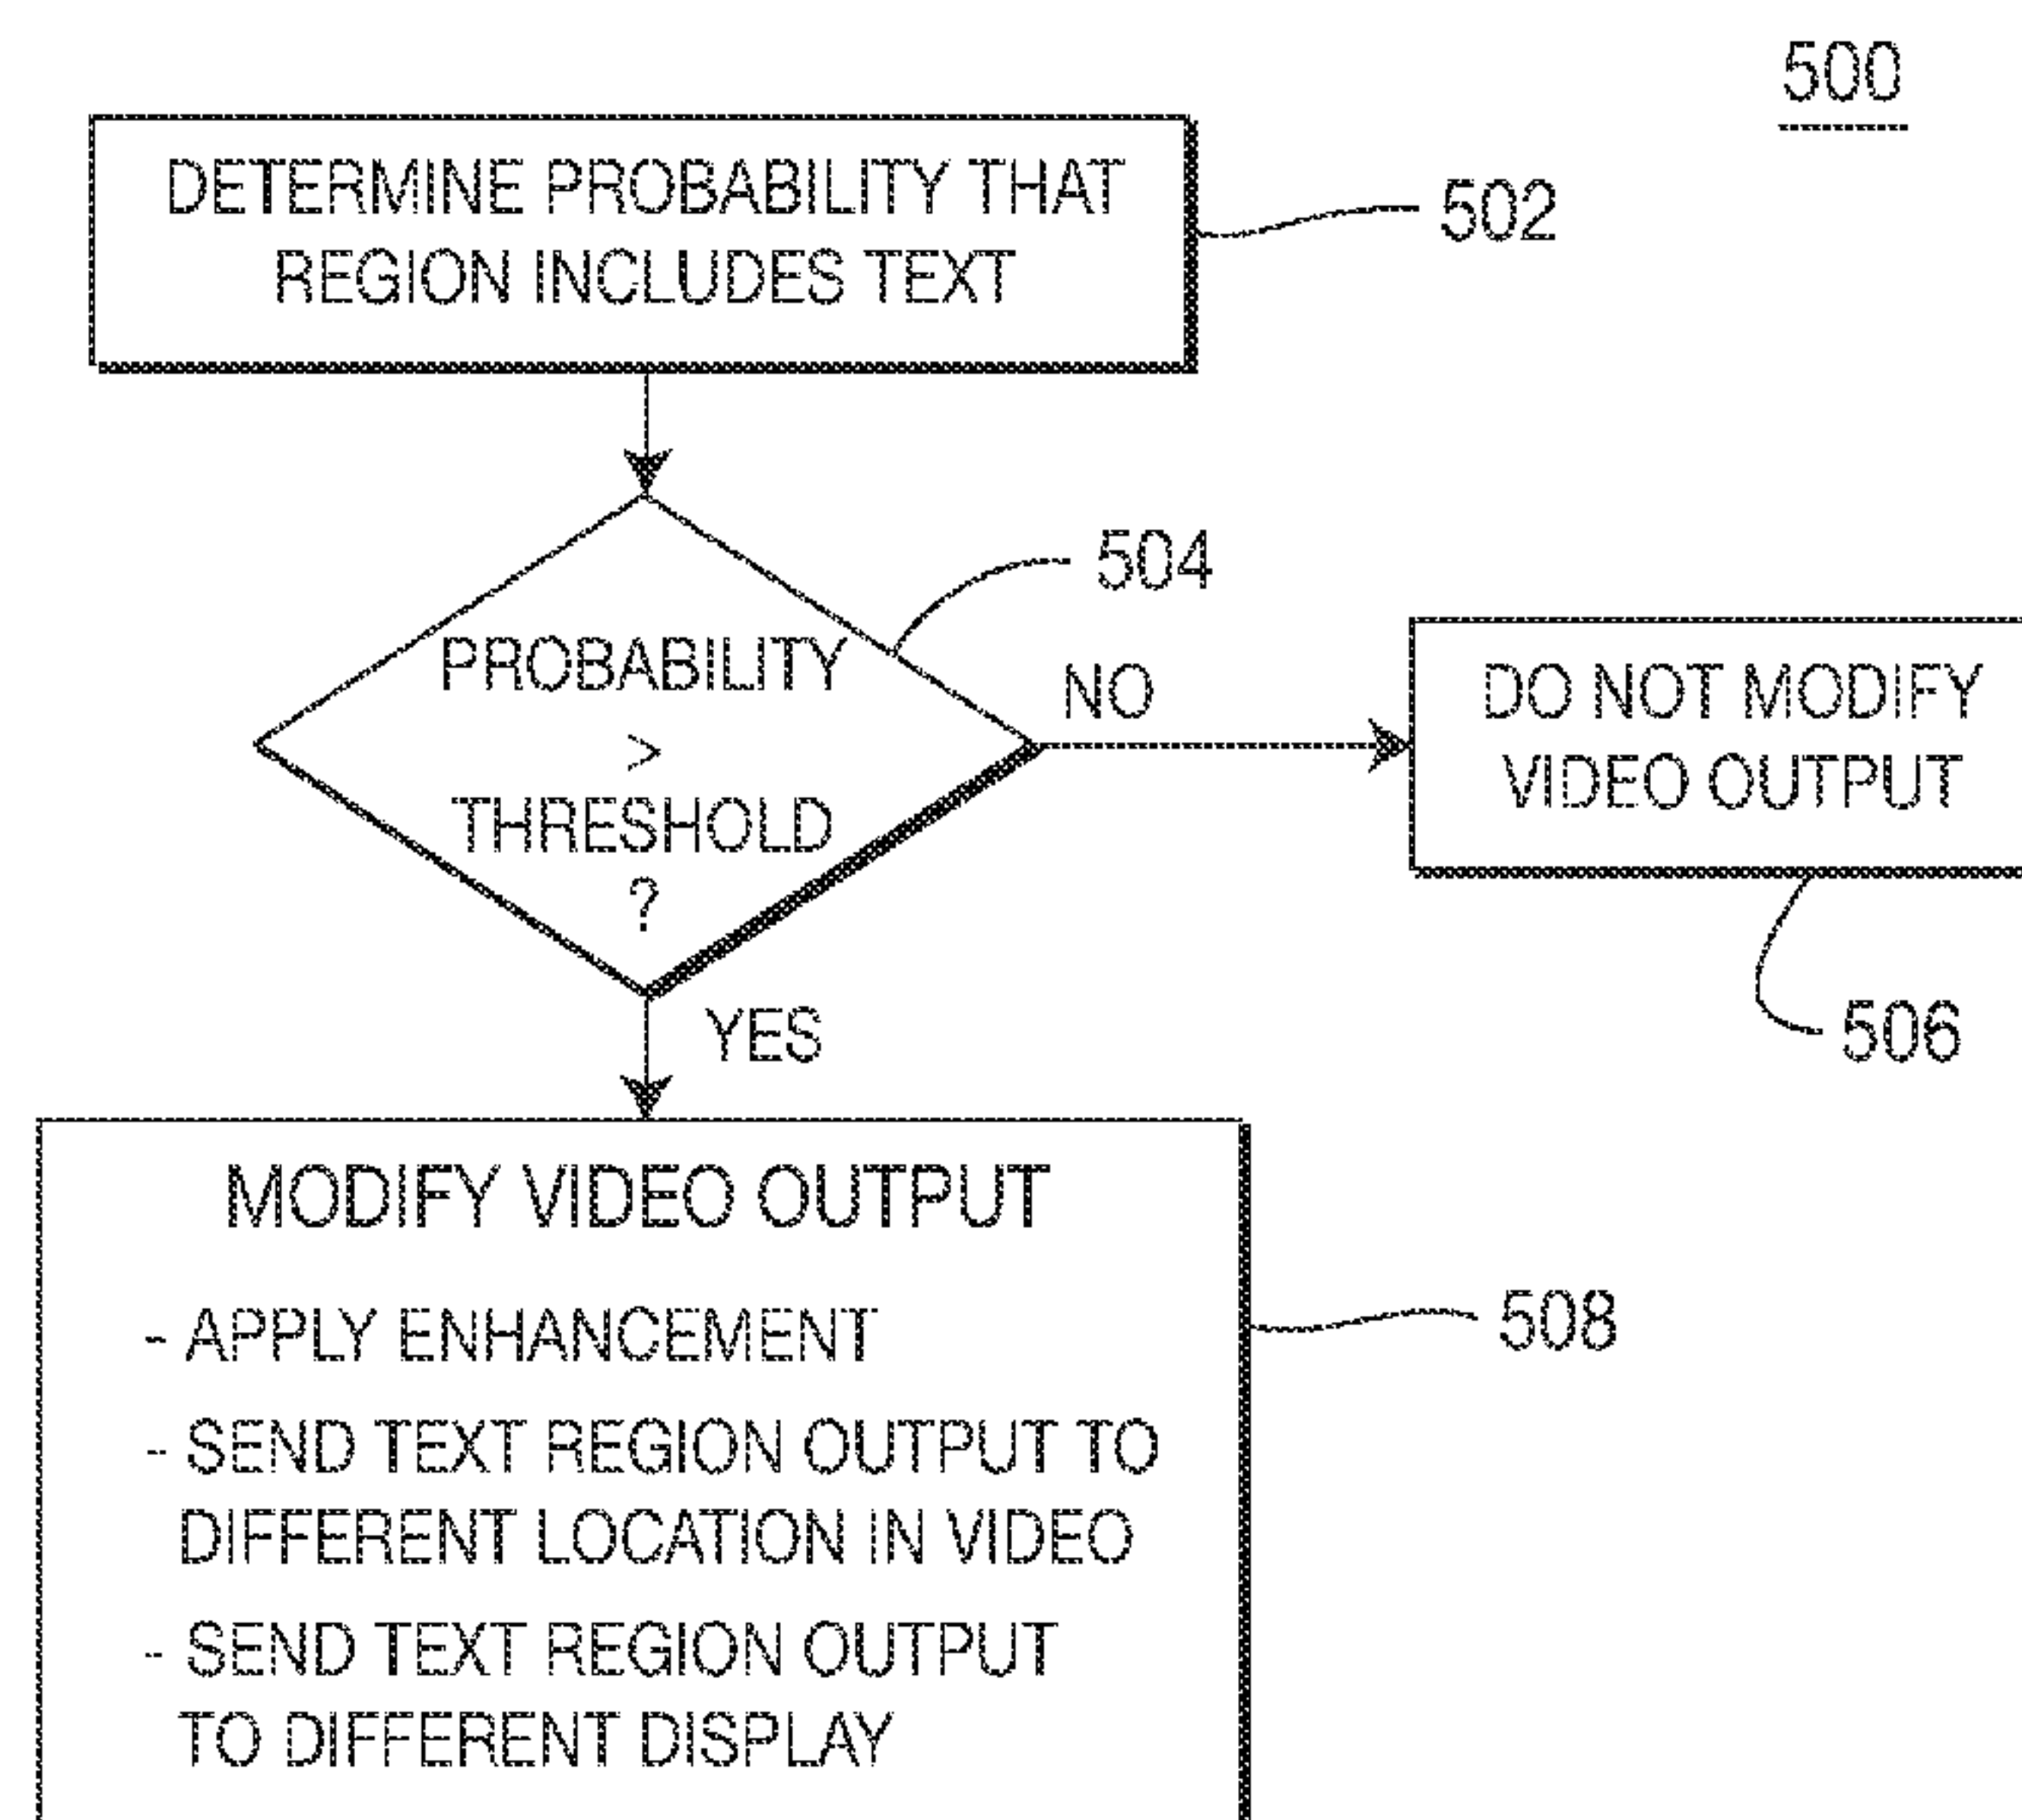 500
DETERMINE PROBABILITY THAT
REGION INCLUDES TEXT
502
504
PROBABILITY
>
THRESHOLD
?
NO
DO NOT MODIFY
VIDEO OUTPUT
506
YES
MODIFY VIDEO OUTPUT
- APPLY ENHANCEMENT
- SEND TEXT REGION OUTPUT TO
DIFFERENT LOCATION IN VIDEO
- SEND TEXT REGION OUTPUT
TO DIFFERENT DISPLAY
508